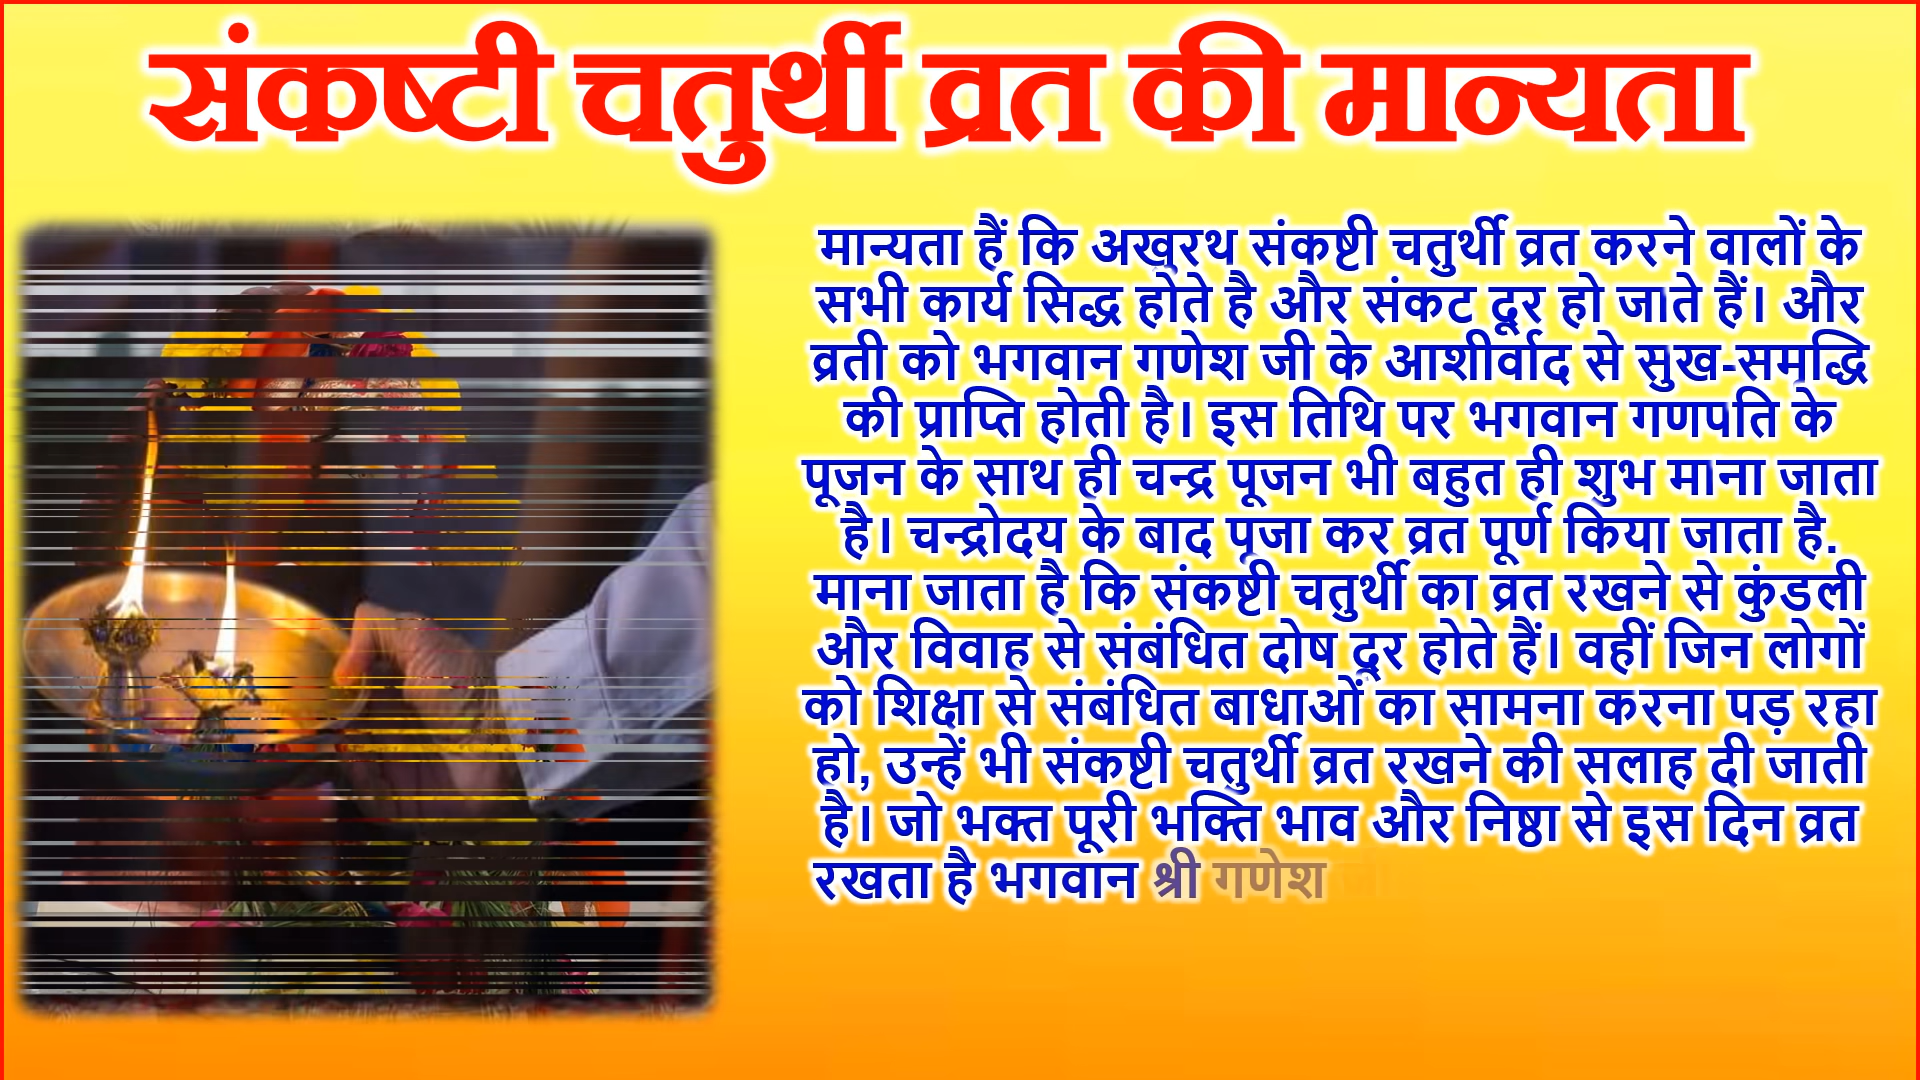 संकष्टी चतुर्थी व्रत की मान्यता
मान्यता हैं कि अखुरथ संकष्टी चतुर्थी व्रत करने वालों के
सभी कार्य सिद्ध होते है और संकट दूर हो जाते हैं। और
व्रती को भगवान गणेश जी के आशीर्वाद से सुख-समृद्धि
की प्राप्ति होती है। इस तिथि पर भगवान गणपति के
पूजन के साथ ही चन्द्र पूजन भी बहुत ही शुभ माना जाता
है। चन्द्रोदय के बाद पूजा कर व्रत पूर्ण किया जाता है.
माना जाता है कि संकष्टी चतुर्थी का व्रत रखने से कुंडली
और विवाह से संबंधित दोष दूर होते हैं। वहीं जिन लोगों
को शिक्षा से संबंधित बाधाओं का सामना करना पड़ रहा
हो, उन्हें भी संकष्टी चतुर्थी व्रत रखने की सलाह दी जाती
है। जो भक्त पूरी भक्ति भाव और निष्ठा से इस दिन व्रत
रखता है भगवान श्री गणेश जी